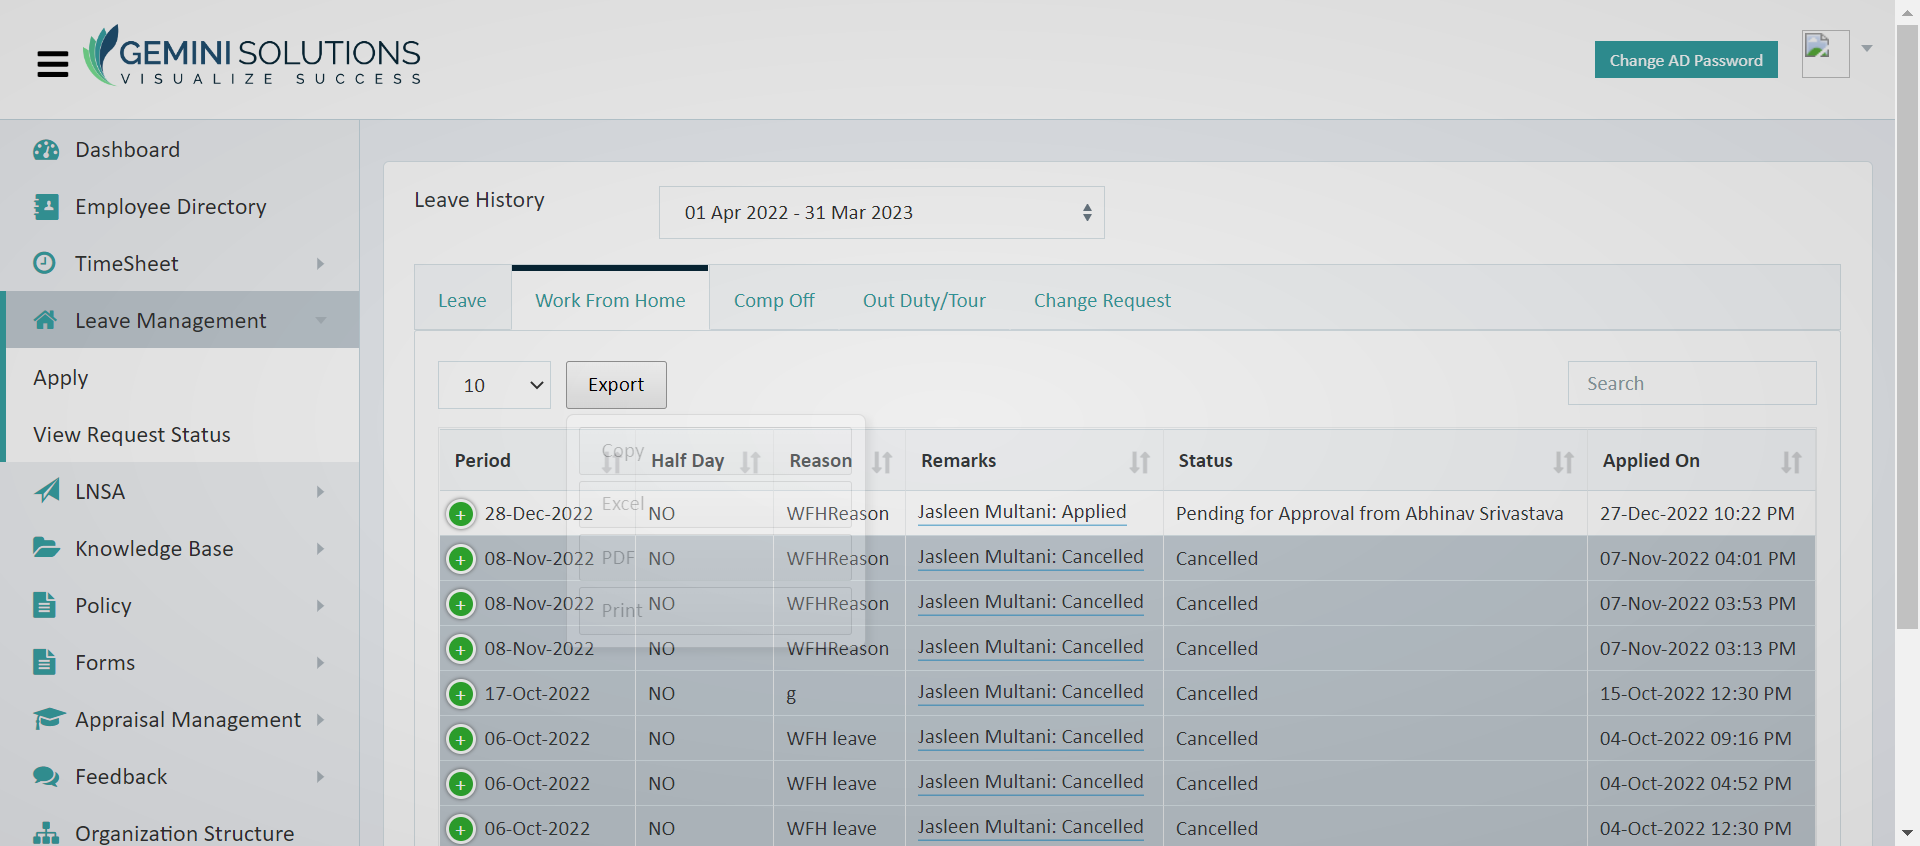 GEMINI SOLUTIONS
VISUALIZE SUCCESS
Change AD Password
Dashboard
Employee Directory
TimeSheet
Leave Management
Apply
View Request Status
LNSA
Knowledge Base
Policy
Forms
Appraisal Management
Feedback
Organization Structure
Leave History
01 Apr 2022 - 31 Mar 2023
Leave Work From Home Comp Off Out Duty/Tour Change Request
10 Export Search
Copy
Excel
PDF
Print
Period Half Day Reason Remarks Status Applied On
28-Dec-2022 NO WFHReason Jasleen Multani: Applied Pending for Approval from Abhinav Srivastava 27-Dec-2022 10:22 PM
08-Nov-2022 NO WFHReason Jasleen Multani: Cancelled Cancelled 07-Nov-2022 04:01 PM
08-Nov-2022 NO WFHReason Jasleen Multani: Cancelled Cancelled 07-Nov-2022 03:53 PM
08-Nov-2022 NO WFHReason Jasleen Multani: Cancelled Cancelled 07-Nov-2022 03:13 PM
17-Oct-2022 NO g Jasleen Multani: Cancelled Cancelled 15-Oct-2022 12:30 PM
06-Oct-2022 NO WFH leave Jasleen Multani: Cancelled Cancelled 04-Oct-2022 09:16 PM
06-Oct-2022 NO WFH leave Jasleen Multani: Cancelled Cancelled 04-Oct-2022 04:52 PM
06-Oct-2022 NO WFH leave Jasleen Multani: Cancelled Cancelled 04-Oct-2022 12:30 PM